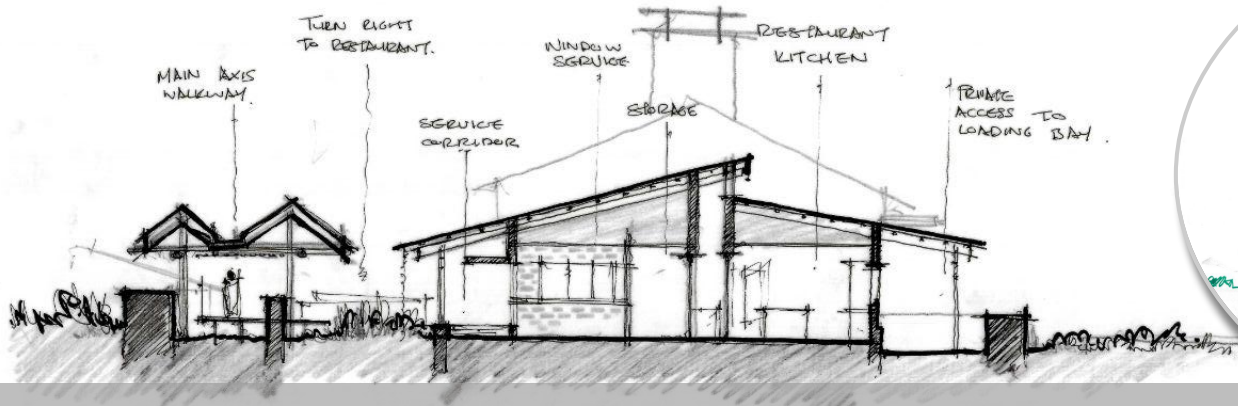 TURN RIGHT
TO RESTAURANT.
MAIN AXIS
WALKWAY.
SERVICE
CORRIDOR
WINDOW
SERVICE
STORAGE
RESTAURANT
KITCHEN
PRIVATE
ACCESS TO
LOADING BAY.